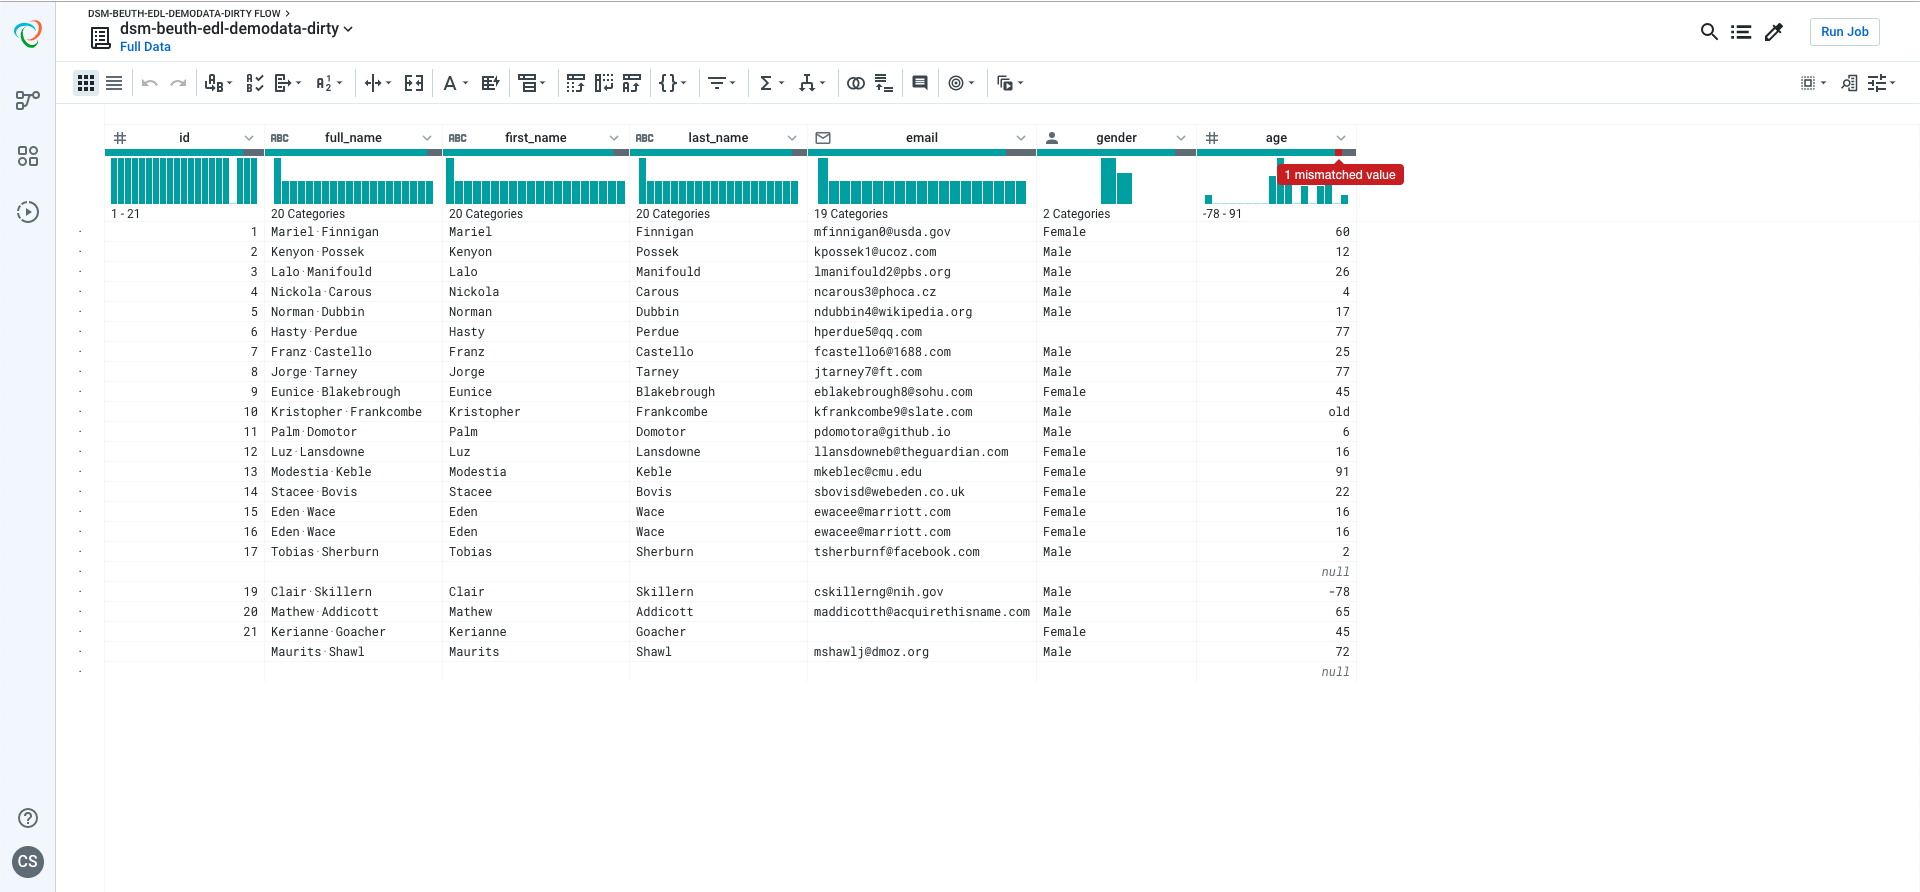 DSM-BEUTH-EDL-DEMODATA-DIRTY FLOW
dsm-beuth-edl-demodata-dirty
Full Data
Run Job
# id ABC full_name ABC first_name ABC last_name email gender # age
1 mismatched value
1 - 21 20 Categories 20 Categories 20 Categories 19 Categories 2 Categories -78 - 91
1 Mariel·Finnigan Mariel Finnigan mfinnigan0@usda.gov Female 60
2 Kenyon·Possek Kenyon Possek kpossek1@ucoz.com Male 12
3 Lalo·Manifould Lalo Manifould lmanifould2@pbs.org Male 26
4 Nickola·Carous Nickola Carous ncarous3@phoca.cz Male 4
5 Norman·Dubbin Norman Dubbin ndubbin4@wikipedia.org Male 17
6 Hasty·Perdue Hasty Perdue hperdue5@qq.com 77
7 Franz·Castello Franz Castello fcastello6@1688.com Male 25
8 Jorge·Tarney Jorge Tarney jtarney7@ft.com Male 77
9 Eunice·Blakebrough Eunice Blakebrough eblakebrough8@sohu.com Female 45
10 Kristopher·Frankcombe Kristopher Frankcombe kfrankcombe9@slate.com Male old
11 Palm·Domotor Palm Domotor pdomotora@github.io Male 6
12 Luz·Lansdowne Luz Lansdowne llansdowneb@theguardian.com Female 16
13 Modestia·Keble Modestia Keble mkeblec@cmu.edu Female 91
14 Stacee·Bovis Stacee Bovis sbovisd@webeden.co.uk Female 22
15 Eden·Wace Eden Wace ewacee@marriott.com Female 16
16 Eden·Wace Eden Wace ewacee@marriott.com Female 16
17 Tobias·Sherburn Tobias Sherburn tsherburnf@facebook.com Male 2
null
19 Clair·Skillern Clair Skillern cskillerng@nih.gov Male -78
20 Mathew·Addicott Mathew Addicott maddicotth@acquirethisname.com Male 65
21 Kerianne·Goacher Kerianne Goacher Female 45
Maurits·Shawl Maurits Shawl mshawlj@dmoz.org Male 72
null
CS